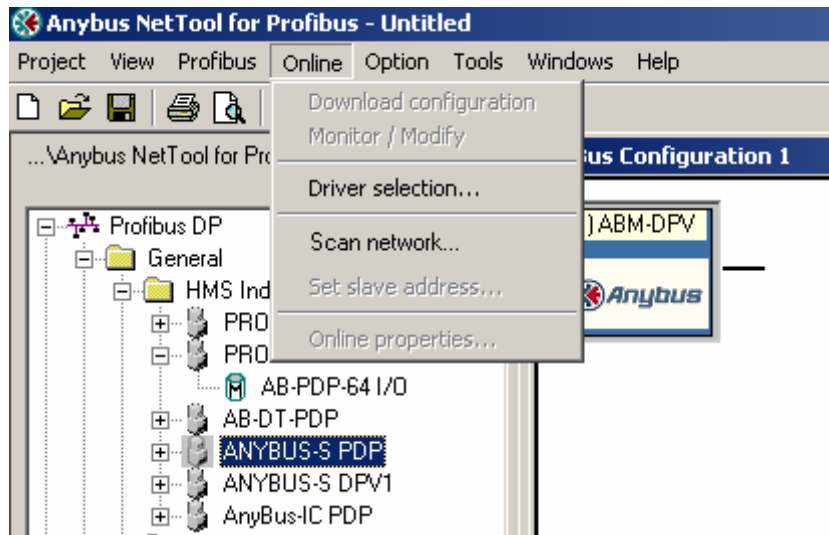 Anybus NetTool for Profibus - Untitled
Project View Profibus Online Option Tools Windows Help
Download configuration
Monitor / Modify
Driver selection...
Scan network...
Set slave address...
Online properties...
...\Anybus NetTool for Pro
Profibus DP
General
HMS Ind
PRO
PRO
AB-PDP-64 I/O
AB-DT-PDP
ANYBUS-S PDP
ANYBUS-S DPV1
AnyBus-IC PDP
us Configuration 1
) ABM-DPV
Anybus